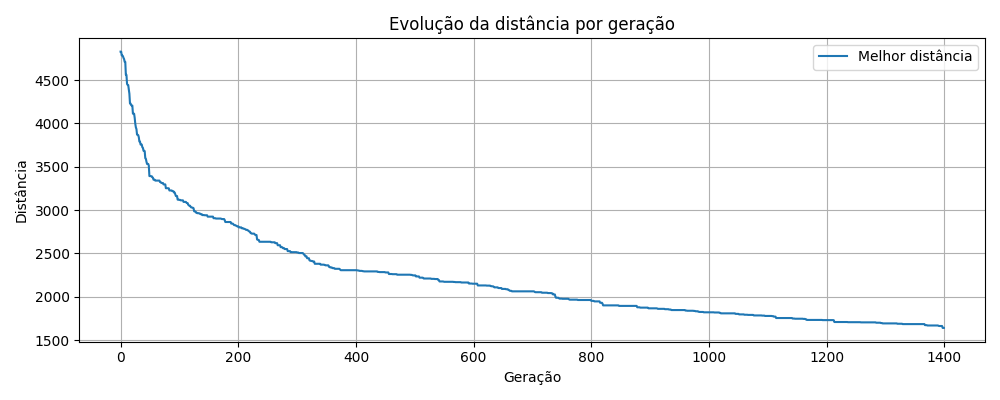 Evolução da distância por geração
Melhor distância
Distância
4500
4000
3500
3000
2500
2000
1500
0 200 400 600 800 1000 1200 1400
Geração